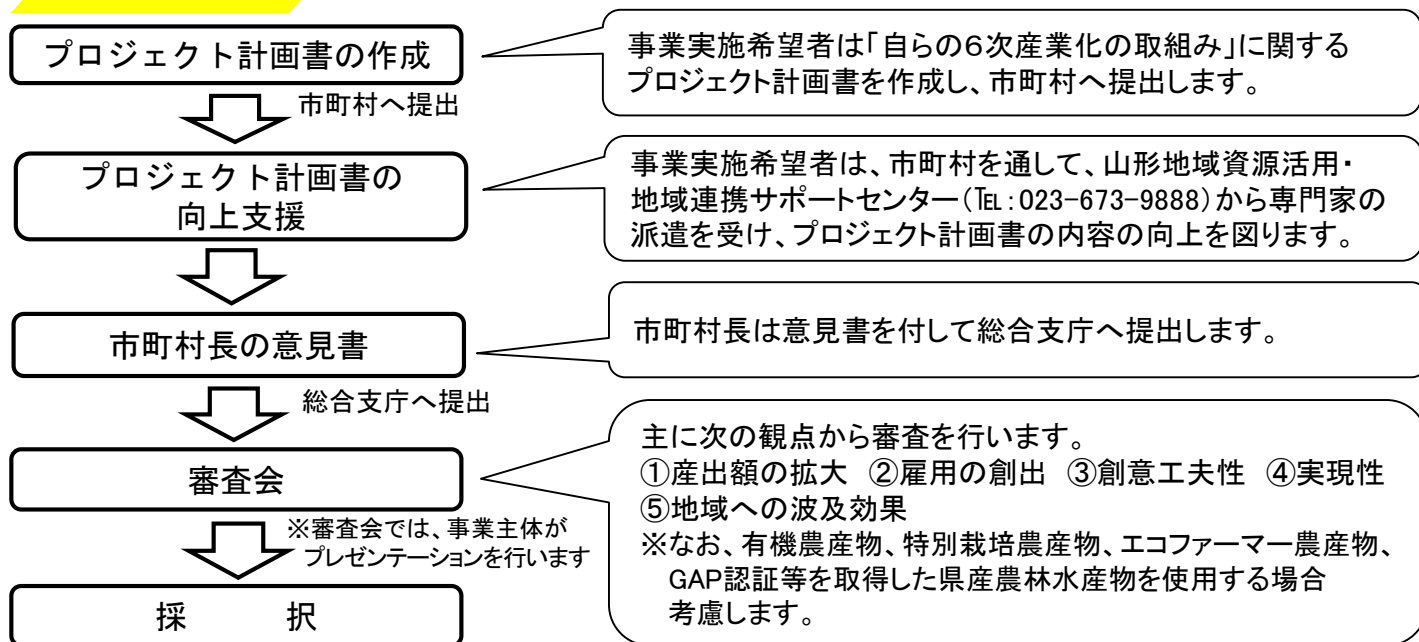 プロジェクト計画書の作成
事業実施希望者は「自らの6次産業化の取組み」に関する
プロジェクト計画書を作成し、市町村へ提出します。
市町村へ提出
プロジェクト計画書の
向上支援
事業実施希望者は、市町村を通して、山形地域資源活用・
地域連携サポートセンター(℡:023-673-9888)から専門家の
派遣を受け、プロジェクト計画書の内容の向上を図ります。
市町村長の意見書
市町村長は意見書を付して総合支庁へ提出します。
総合支庁へ提出
審査会
主に次の観点から審査を行います。
①産出額の拡大 ②雇用の創出 ③創意工夫性 ④実現性
⑤地域への波及効果
※なお、有機農産物、特別栽培農産物、エコファーマー農産物、
GAP認証等を取得した県産農林水産物を使用する場合
考慮します。
※審査会では、事業主体が
プレゼンテーションを行います
採 択